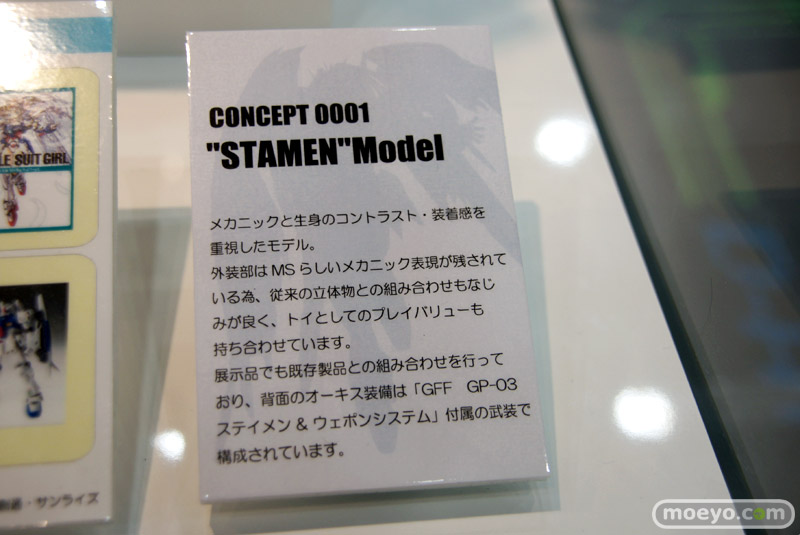 CONCEPT 0001
"STAMEN"Model
メカニックと生身のコントラスト・装着感を
重視したモデル。
外装部は MS らしいメカニック表現が残されて
いる為、従来の立体物との組み合わせもなじ
みが良く、トイとしてのプレイバリューも
持ち合わせています。
展示品でも既存製品との組み合わせを行って
おり、背面のオーキス装備は「GFF GP-03
ステイメン & ウェポンシステム」付属の武装で
構成されています。
LE SUIT GIRL
・サンライズ
moeyo.com